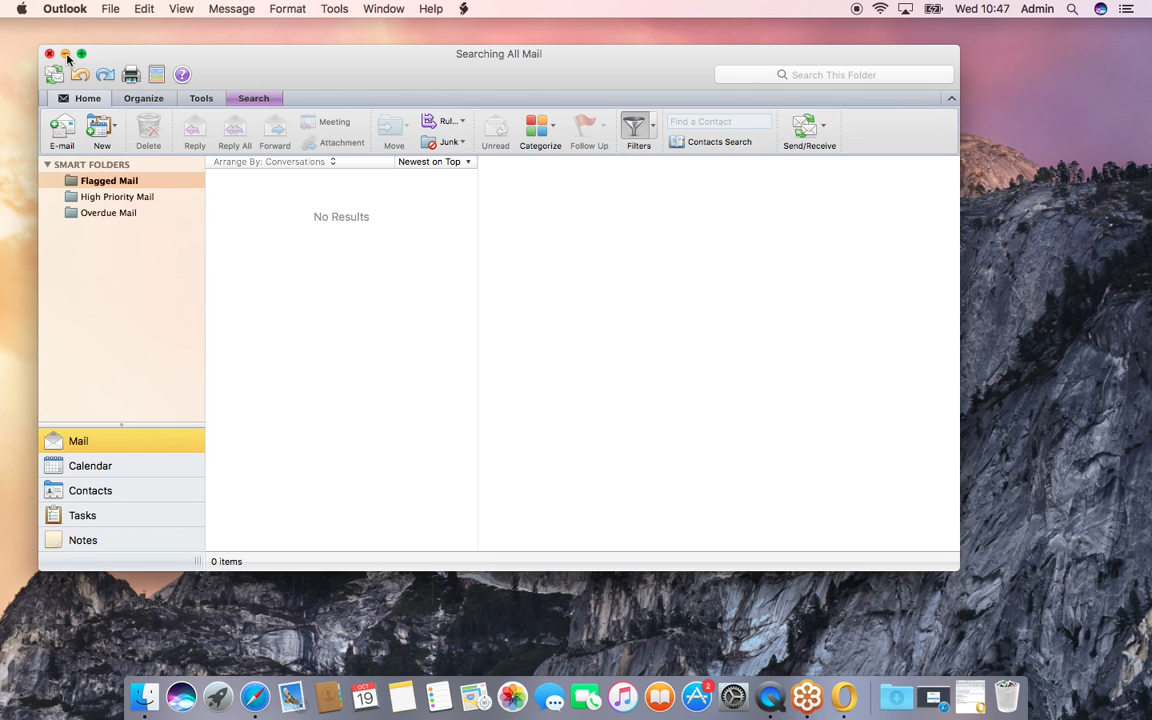 Outlook File Edit View Message Format Tools Window Help Wed 10:47 Admin
Searching All Mail
Search This Folder
Home Organize Tools Search
E-mail New Delete Reply Reply All Forward Meeting Attachment Move Rul... Junk Unread Categorize Follow Up Filters Find a Contact Contacts Search Send/Receive
SMART FOLDERS
Arrange By: Conversations Newest on Top
Flagged Mail
High Priority Mail
Overdue Mail
No Results
Mail
Calendar
Contacts
Tasks
Notes
0 items
OCT
19
2